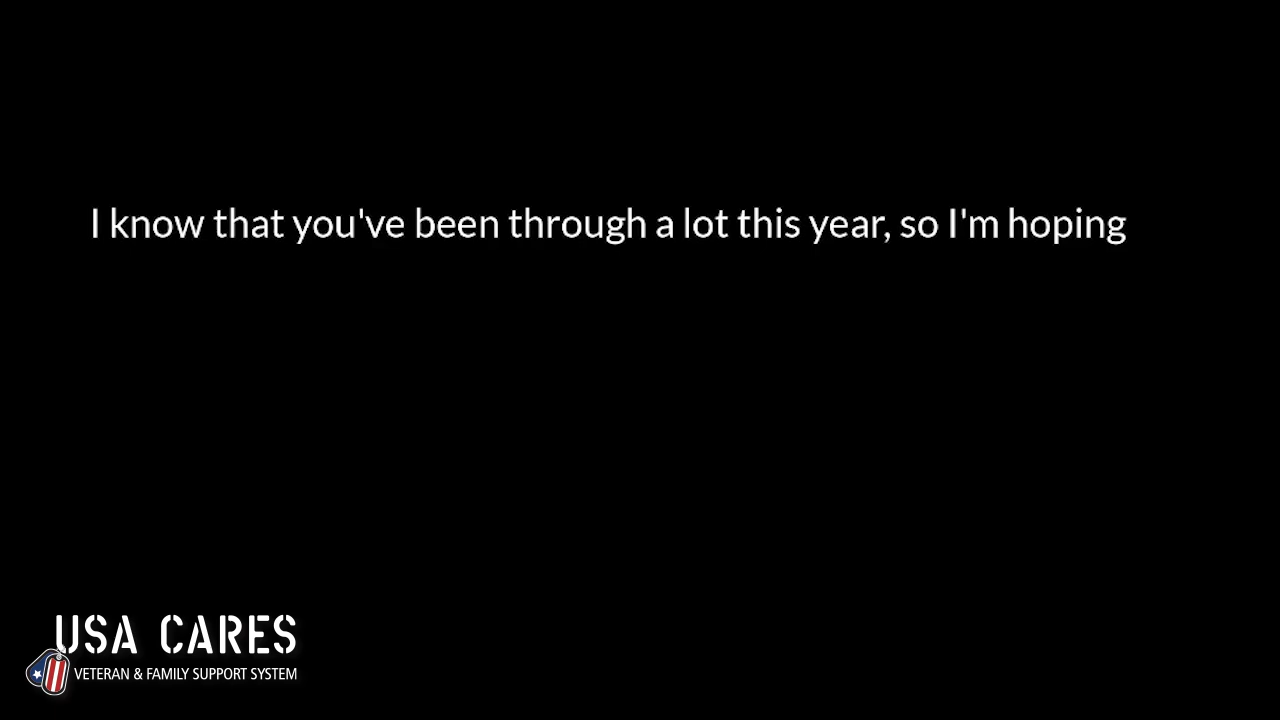 I know that you've been through a lot this year, so I'm hoping
USA CARES
VETERAN & FAMILY SUPPORT SYSTEM